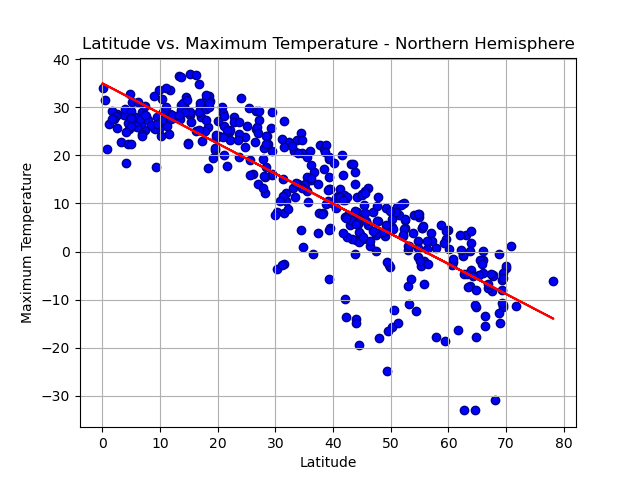 Latitude vs. Maximum Temperature - Northern Hemisphere
40
30
20
10
0
−10
−20
−30
Maximum Temperature
0 10 20 30 40 50 60 70 80
Latitude